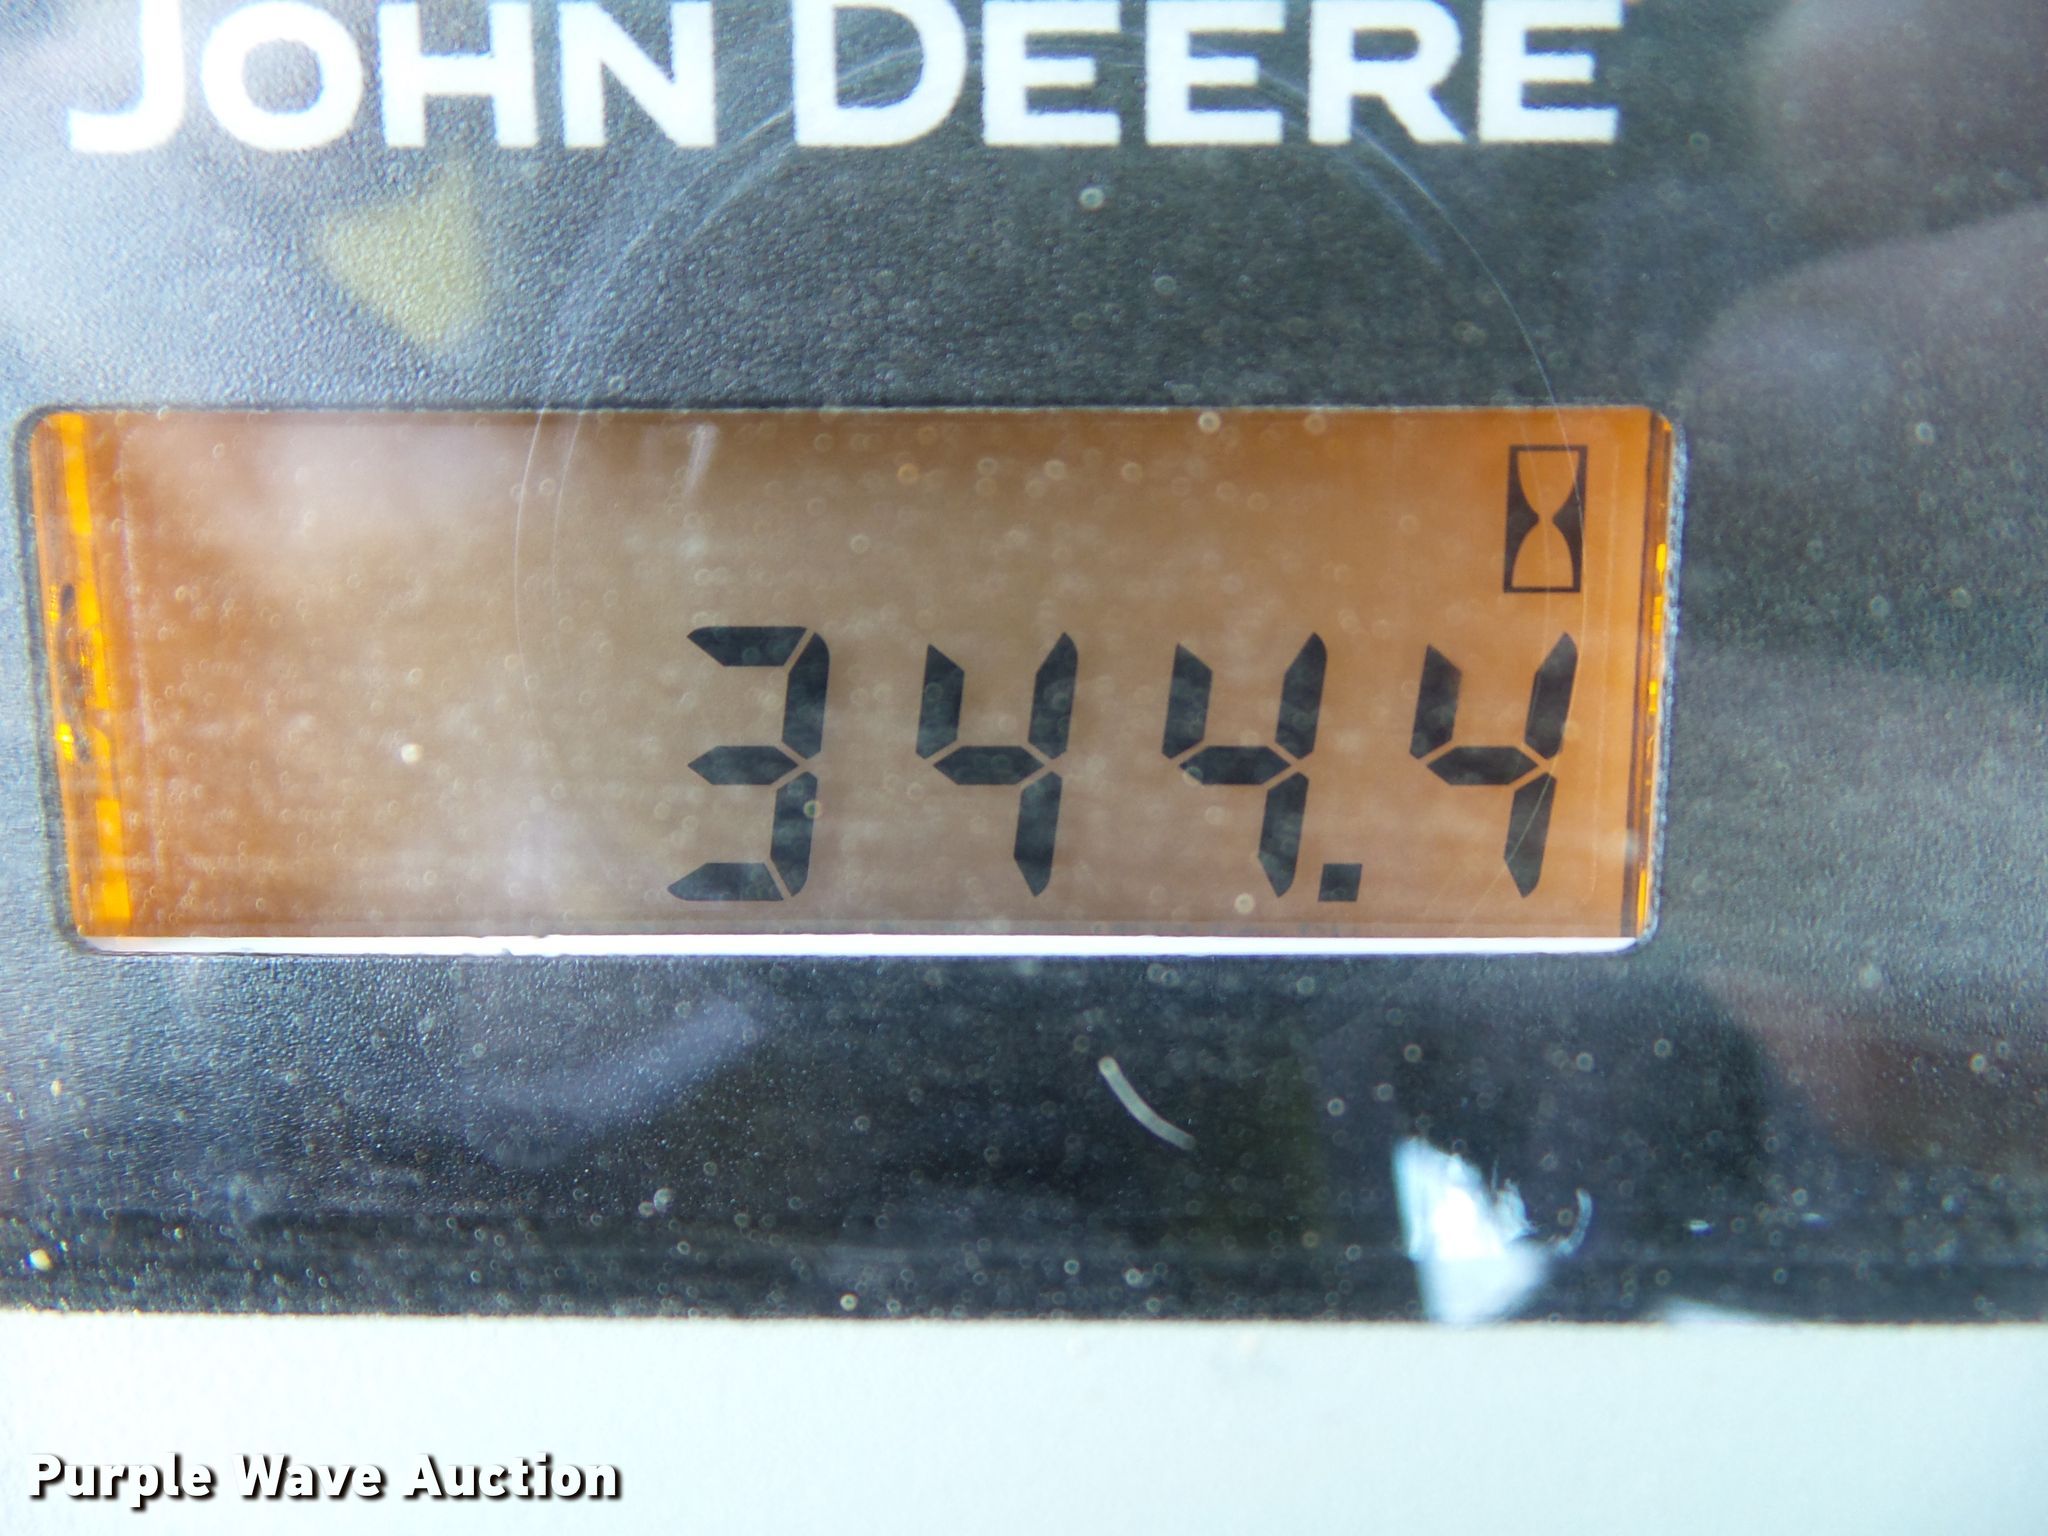 JOHN DEERE
344.4
Purple Wave Auction